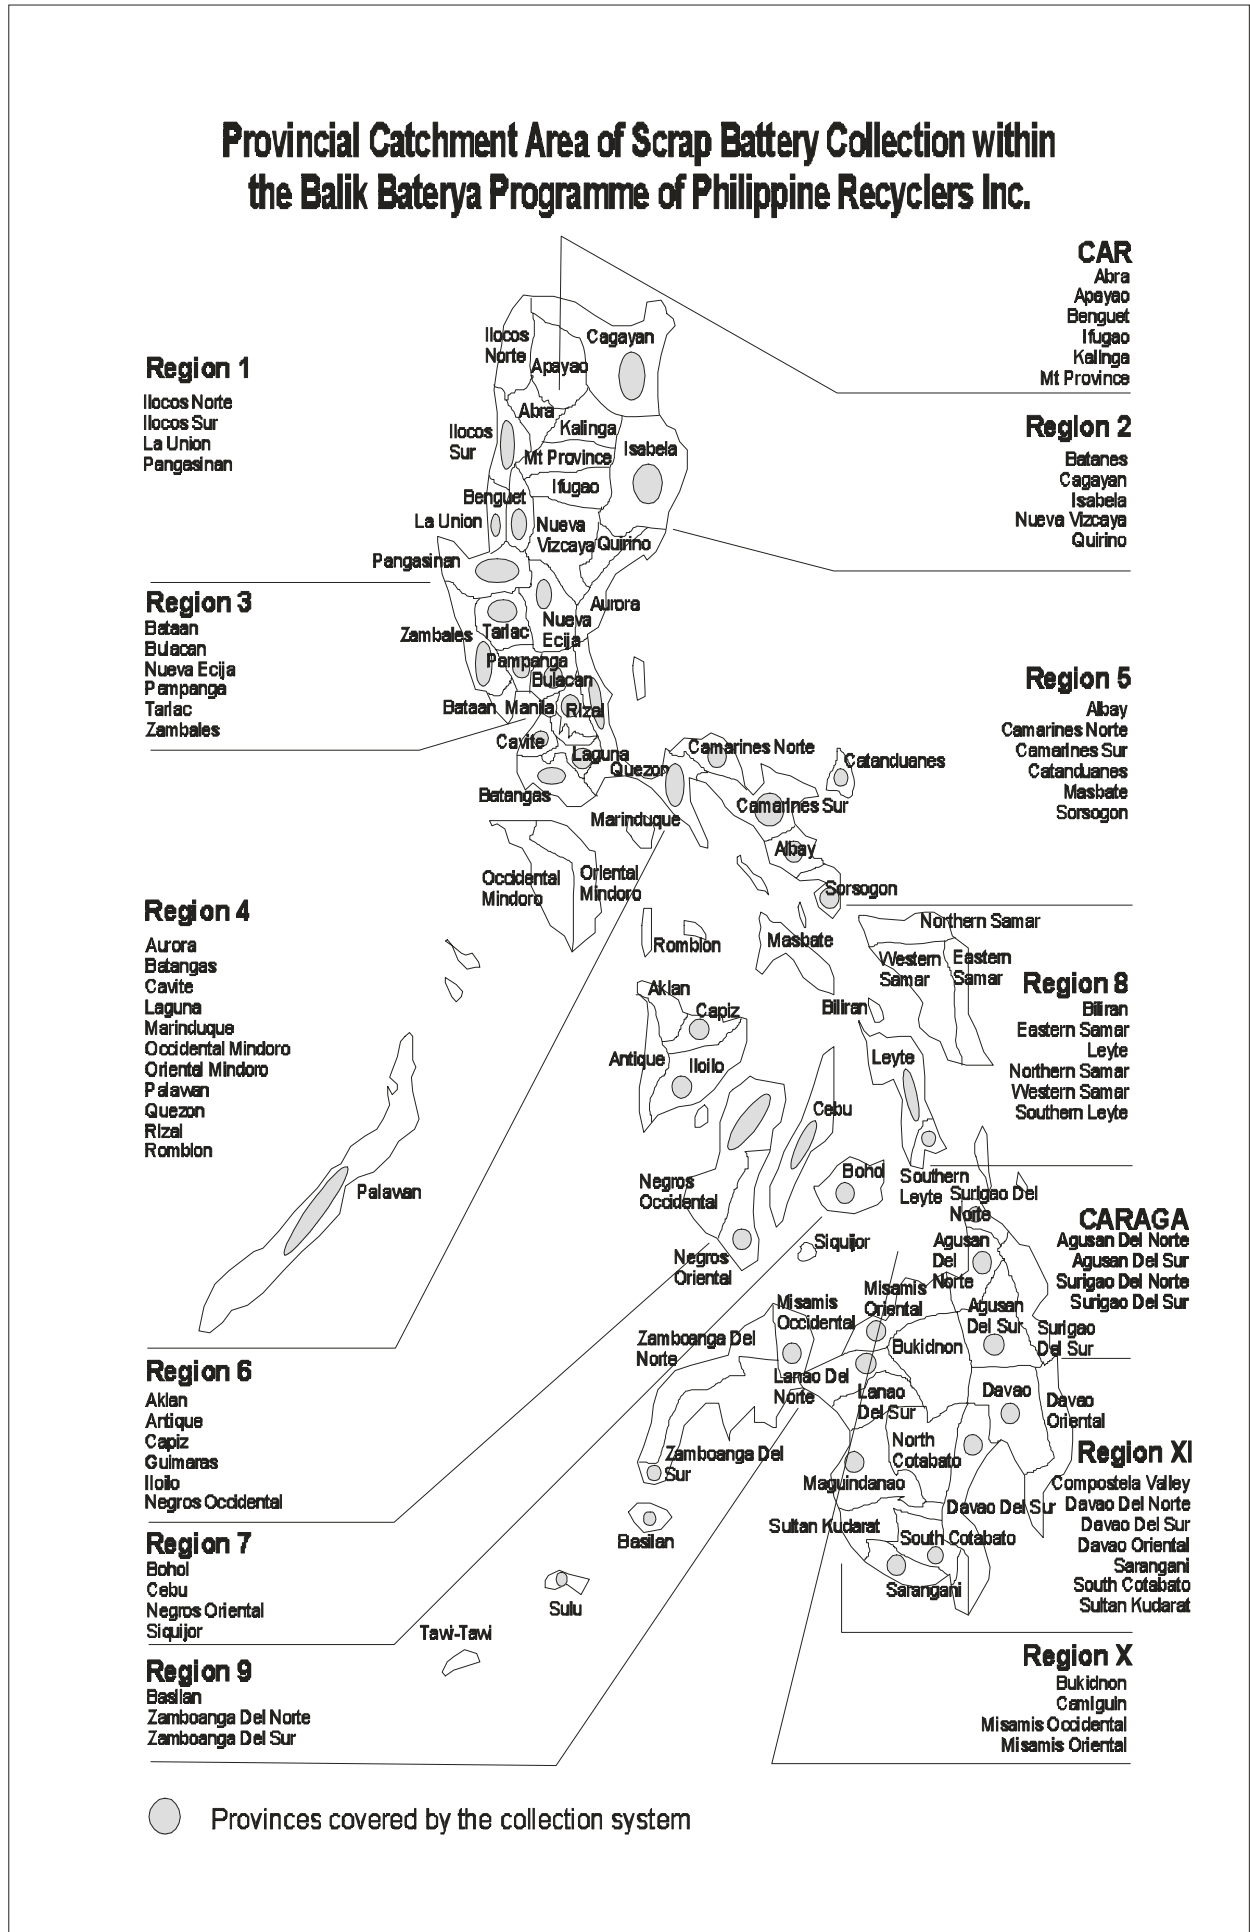 Provincial Catchment Area of Scrap Battery Collection within
the Balik Baterya Programme of Philippine Recyclers Inc.
CAR
Abra
Apayao
Benguet
Ifugao
Kalinga
Mt Province
Region 1
Ilocos Norte
Ilocos Sur
La Union
Pangasinan
Region 2
Batanes
Cagayan
Isabela
Nueva Vizcaya
Quirino
Region 3
Bataan
Bulacan
Nueva Ecija
Pampanga
Tarlac
Zambales
Region 5
Albay
Camarines Norte
Camarines Sur
Catanduanes
Masbate
Sorsogon
Region 4
Aurora
Batangas
Cavite
Laguna
Marinduque
Occidental Mindoro
Oriental Mindoro
Palawan
Quezon
Rizal
Romblon
Region 8
Biliran
Eastern Samar
Leyte
Northern Samar
Western Samar
Southern Leyte
CARAGA
Agusan Del Norte
Agusan Del Sur
Surigao Del Norte
Surigao Del Sur
Region 6
Aklan
Antique
Capiz
Guimaras
Iloilo
Negros Occidental
Region XI
Compostela Valley
Davao Del Norte
Davao Del Sur
Davao Oriental
Sarangani
South Cotabato
Sultan Kudarat
Region 7
Bohol
Cebu
Negros Oriental
Siquijor
Region 9
Basilan
Zamboanga Del Norte
Zamboanga Del Sur
Region X
Bukidnon
Camiguin
Misamis Occidental
Misamis Oriental
Ilocos
Norte
Cagayan
Apayao
Abra
Kalinga
Ilocos
Sur
Mt Province
Isabela
Ifugao
Benguet
La Union
Nueva
Vizcaya
Quirino
Pangasinan
Aurora
Nueva
Ecija
Zambales
Tarlac
Pampanga
Bulacan
Bataan
Manila
Rizal
Cavite
Laguna
Quezon
Batangas
Camarines Norte
Catanduanes
Camarines Sur
Marinduque
Albay
Occidental
Mindoro
Oriental
Mindoro
Sorsogon
Romblon
Masbate
Northern Samar
Western
Samar
Eastern
Samar
Aklan
Capiz
Biliran
Antique
Iloilo
Leyte
Cebu
Palawan
Negros
Occidental
Bohol
Southern
Leyte
Surigao Del
Norte
Siquijor
Negros
Oriental
Agusan
Del
Norte
Misamis
Oriental
Misamis
Occidental
Agusan
Del Sur
Surigao
Del Sur
Zamboanga Del
Norte
Bukidnon
Lanao Del
Norte
Lanao
Del Sur
Davao
Davao
Oriental
North
Cotabato
Zamboanga Del
Sur
Maguindanao
Davao Del Sur
Sultan Kudarat
South Cotabato
Basilan
Sarangani
Sulu
Tawi-Tawi
Provinces covered by the collection system